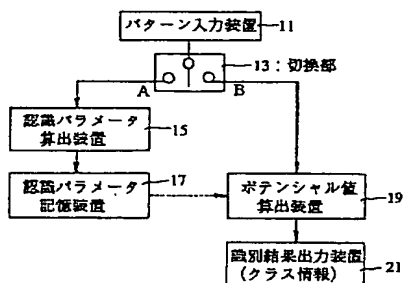 パターン入力装置
11
13：切換部
A
B
認識パラメータ
算出装置
15
認識パラメータ
記憶装置
17
ポテンシャル値
算出装置
19
識別結果出力装置
(クラス情報)
21